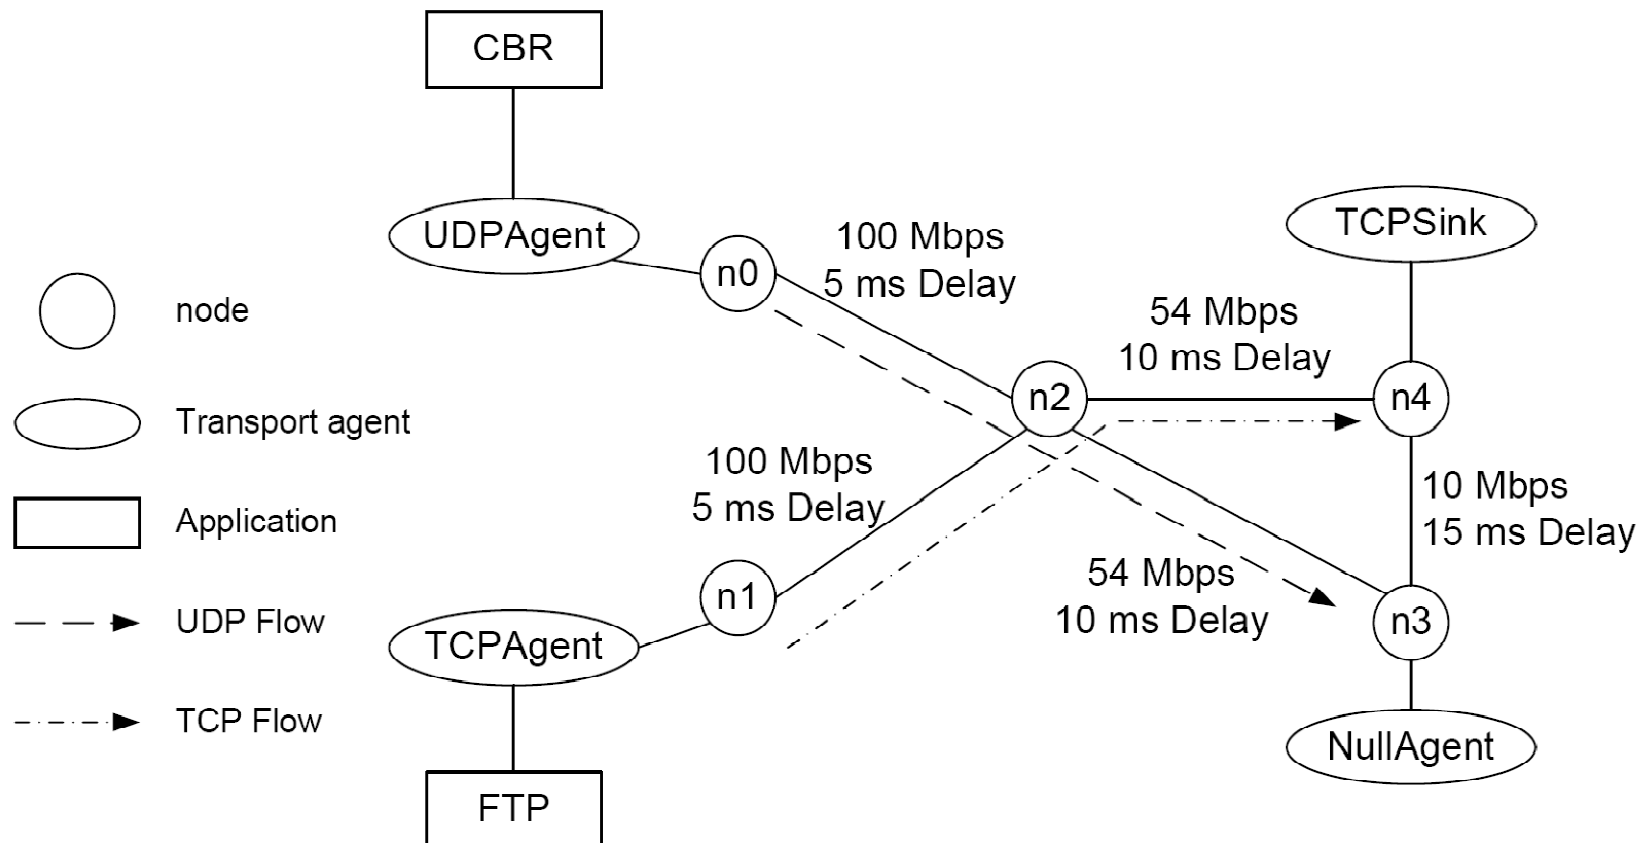 CBR
UDPAgent
n0
100 Mbps
5 ms Delay
TCPSink
node
54 Mbps
10 ms Delay
n2
n4
Transport agent
100 Mbps
5 ms Delay
10 Mbps
15 ms Delay
Application
54 Mbps
10 ms Delay
n1
n3
UDP Flow
TCPAgent
TCP Flow
NullAgent
FTP